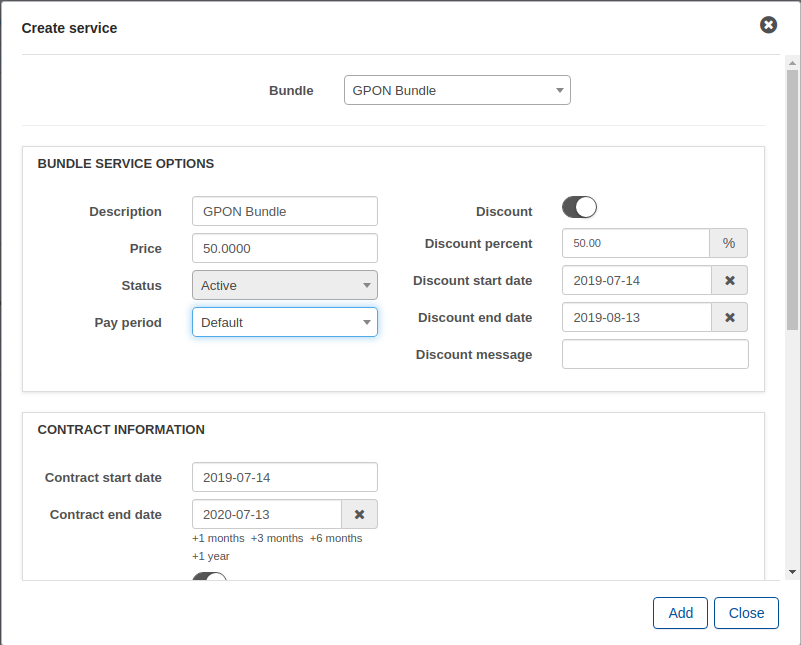 Create service
Bundle GPON Bundle
BUNDLE SERVICE OPTIONS
Description GPON Bundle
Price 50.0000
Status Active
Pay period Default
Discount
Discount percent 50.00 %
Discount start date 2019-07-14
Discount end date 2019-08-13
Discount message
CONTRACT INFORMATION
Contract start date 2019-07-14
Contract end date 2020-07-13
+1 months +3 months +6 months
+1 year
Add Close